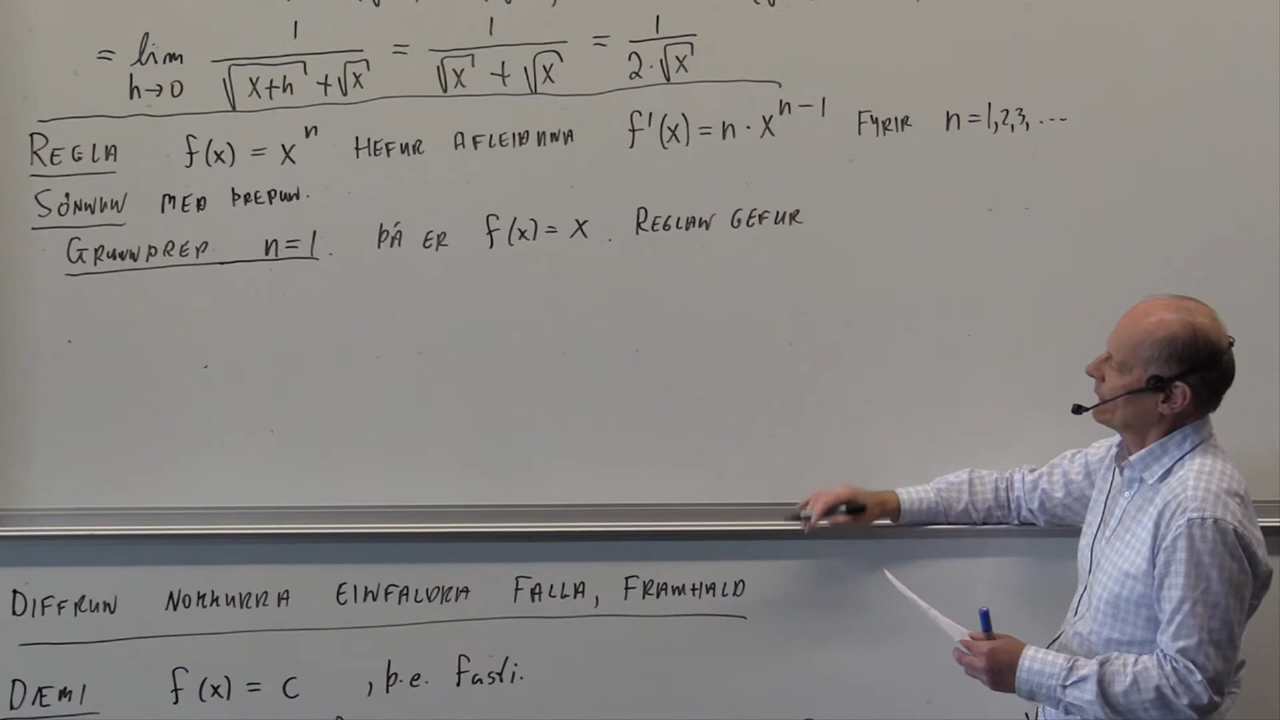 = lim h→0 1/(√(x+h) + √x) = 1/(√x + √x) = 1/(2·√x)
REGLA f(x) = x^n HEFUR AFLEIÐUNA f'(x) = n · x^(n-1) FYRIR n=1,2,3, ...
SÖNNUN MEÐ ÞREPUN.
GRUNNÞREP n=1. ÞÁ ER f(x) = x. REGLAN GEFUR
DIFFRUN NOKKURRA EINFALDRA FALLA, FRAMHALD
DÆMI f(x) = c , þ.e. fasti.